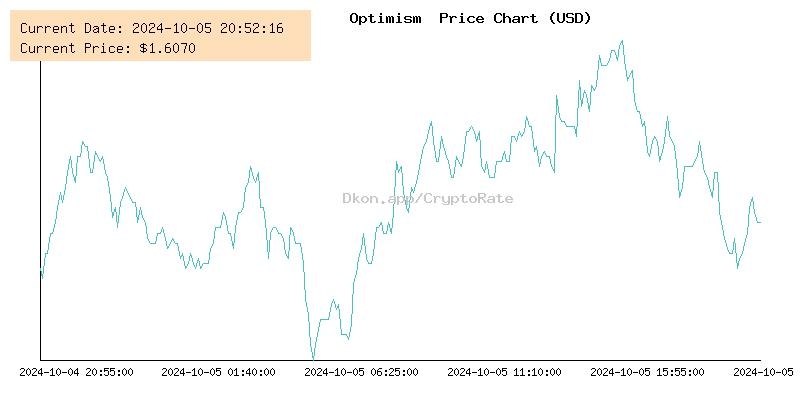 Optimism  Price Chart (USD)
Current Date: 2024-10-05 20:52:16
Current Price: $1.6070
Dkon.app/CryptoRate
2024-10-04 20:55:00 2024-10-05 01:40:00 2024-10-05 06:25:00 2024-10-05 11:10:00 2024-10-05 15:55:00 2024-10-05